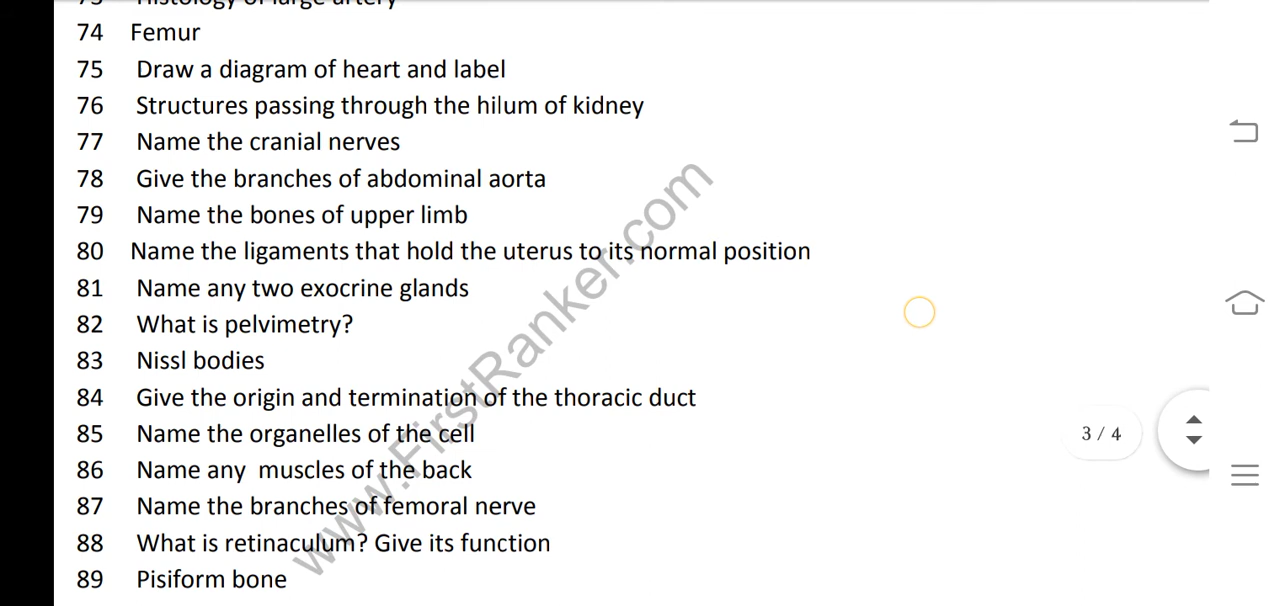 73 Histology of large artery
74 Femur
75 Draw a diagram of heart and label
76 Structures passing through the hilum of kidney
77 Name the cranial nerves
78 Give the branches of abdominal aorta
79 Name the bones of upper limb
80 Name the ligaments that hold the uterus to its normal position
81 Name any two exocrine glands
82 What is pelvimetry?
83 Nissl bodies
84 Give the origin and termination of the thoracic duct
85 Name the organelles of the cell
86 Name any muscles of the back
87 Name the branches of femoral nerve
88 What is retinaculum? Give its function
89 Pisiform bone
www.FirstRanker.com
3 / 4